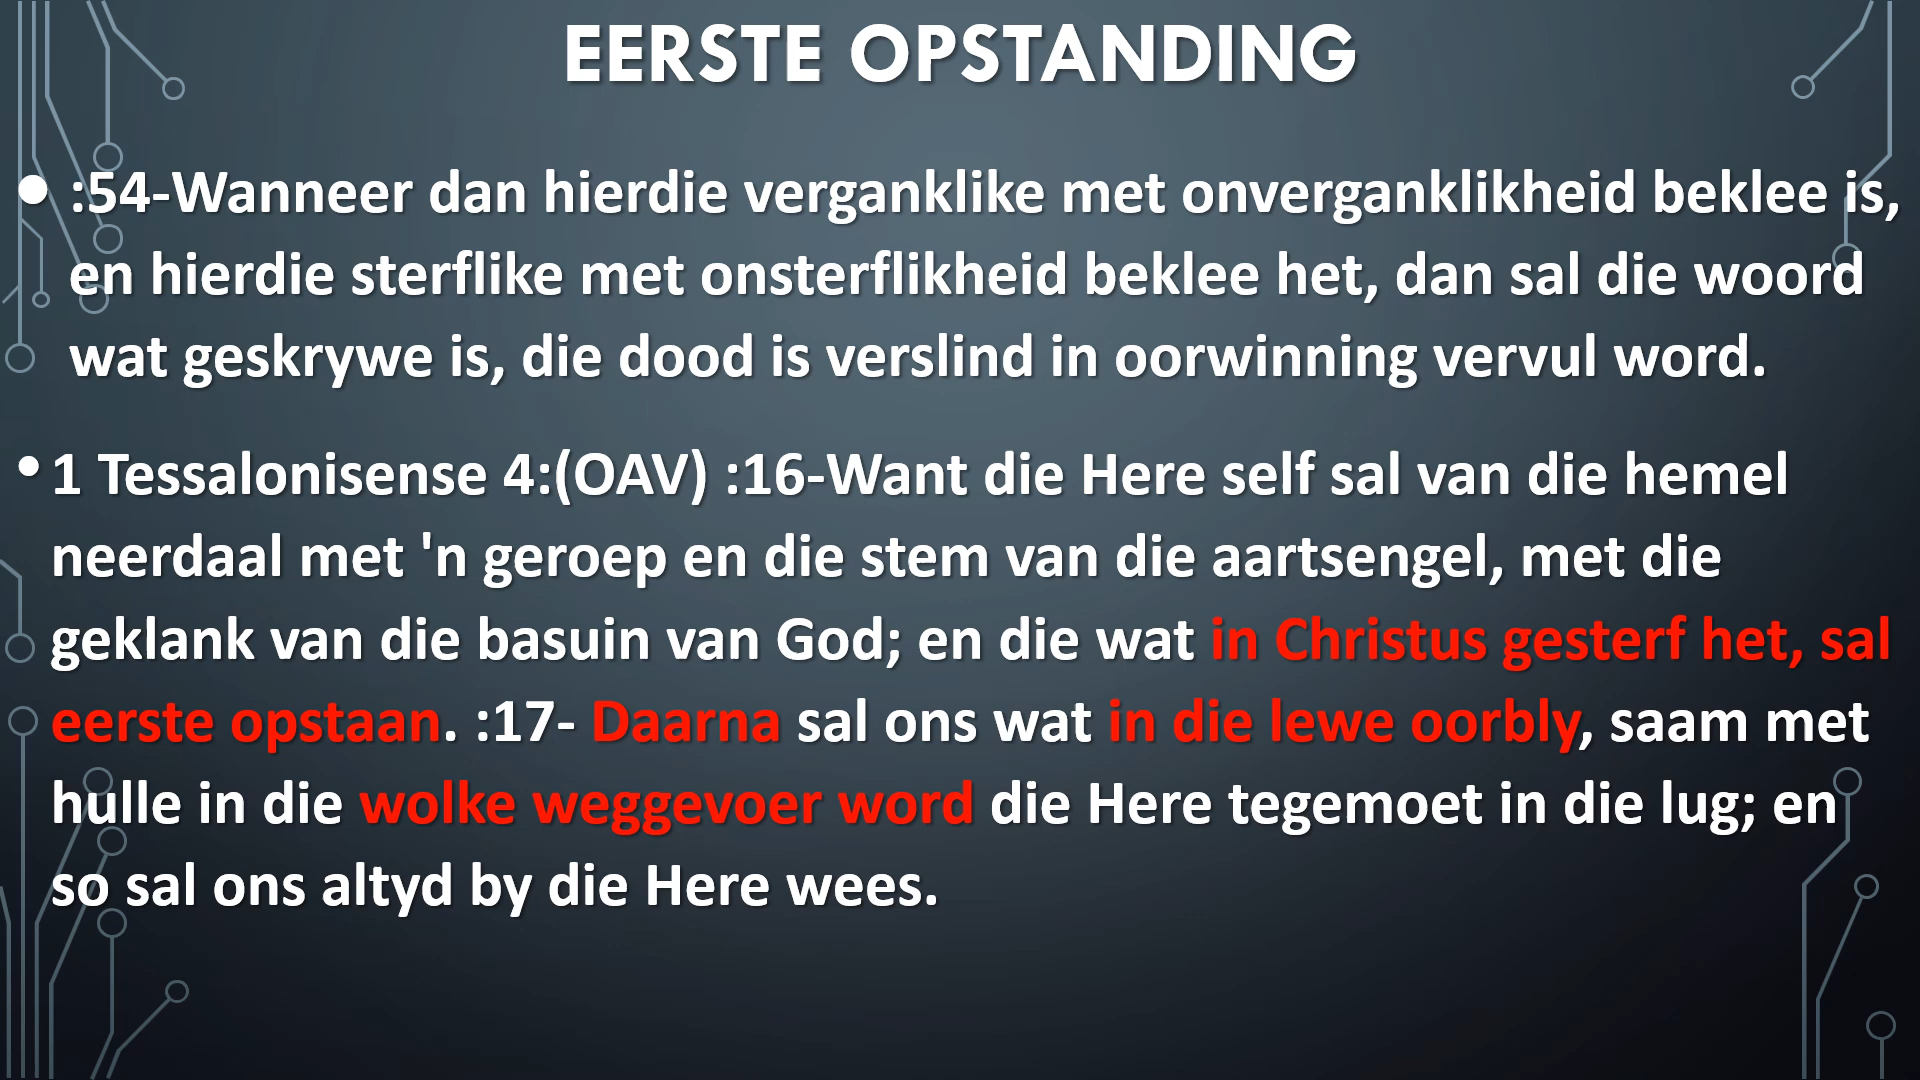 EERSTE OPSTANDING
• :54-Wanneer dan hierdie verganklike met onverganklikheid beklee is,
en hierdie sterflike met onsterflikheid beklee het, dan sal die woord
wat geskrywe is, die dood is verslind in oorwinning vervul word.
• 1 Tessalonisense 4:(OAV) :16-Want die Here self sal van die hemel
neerdaal met 'n geroep en die stem van die aartsengel, met die
geklank van die basuin van God; en die wat in Christus gesterf het, sal
eerste opstaan. :17- Daarna sal ons wat in die lewe oorbly, saam met
hulle in die wolke weggevoer word die Here tegemoet in die lug; en
so sal ons altyd by die Here wees.